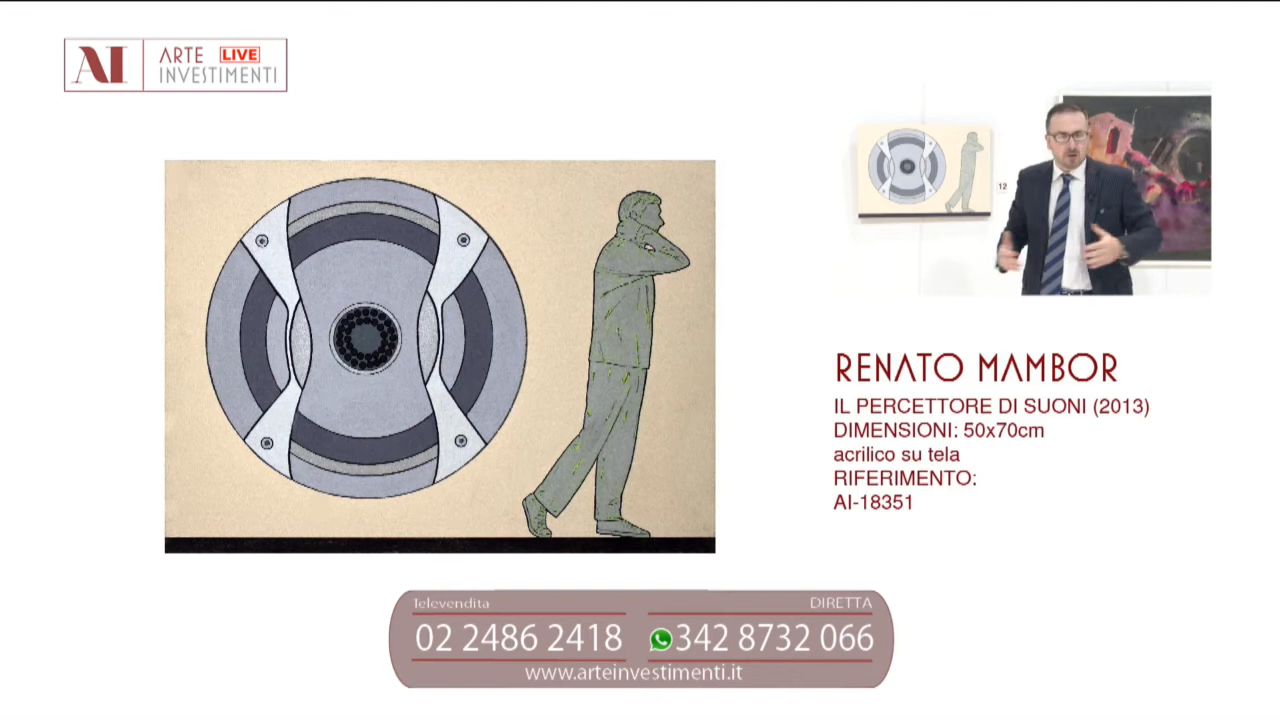 AI
ARTE LIVE
INVESTIMENTI
12
RENATO MAMBOR
IL PERCETTORE DI SUONI (2013)
DIMENSIONI: 50x70cm
acrilico su tela
RIFERIMENTO:
AI-18351
Televendita DIRETTA
02 2486 2418 342 8732 066
www.arteinvestimenti.it